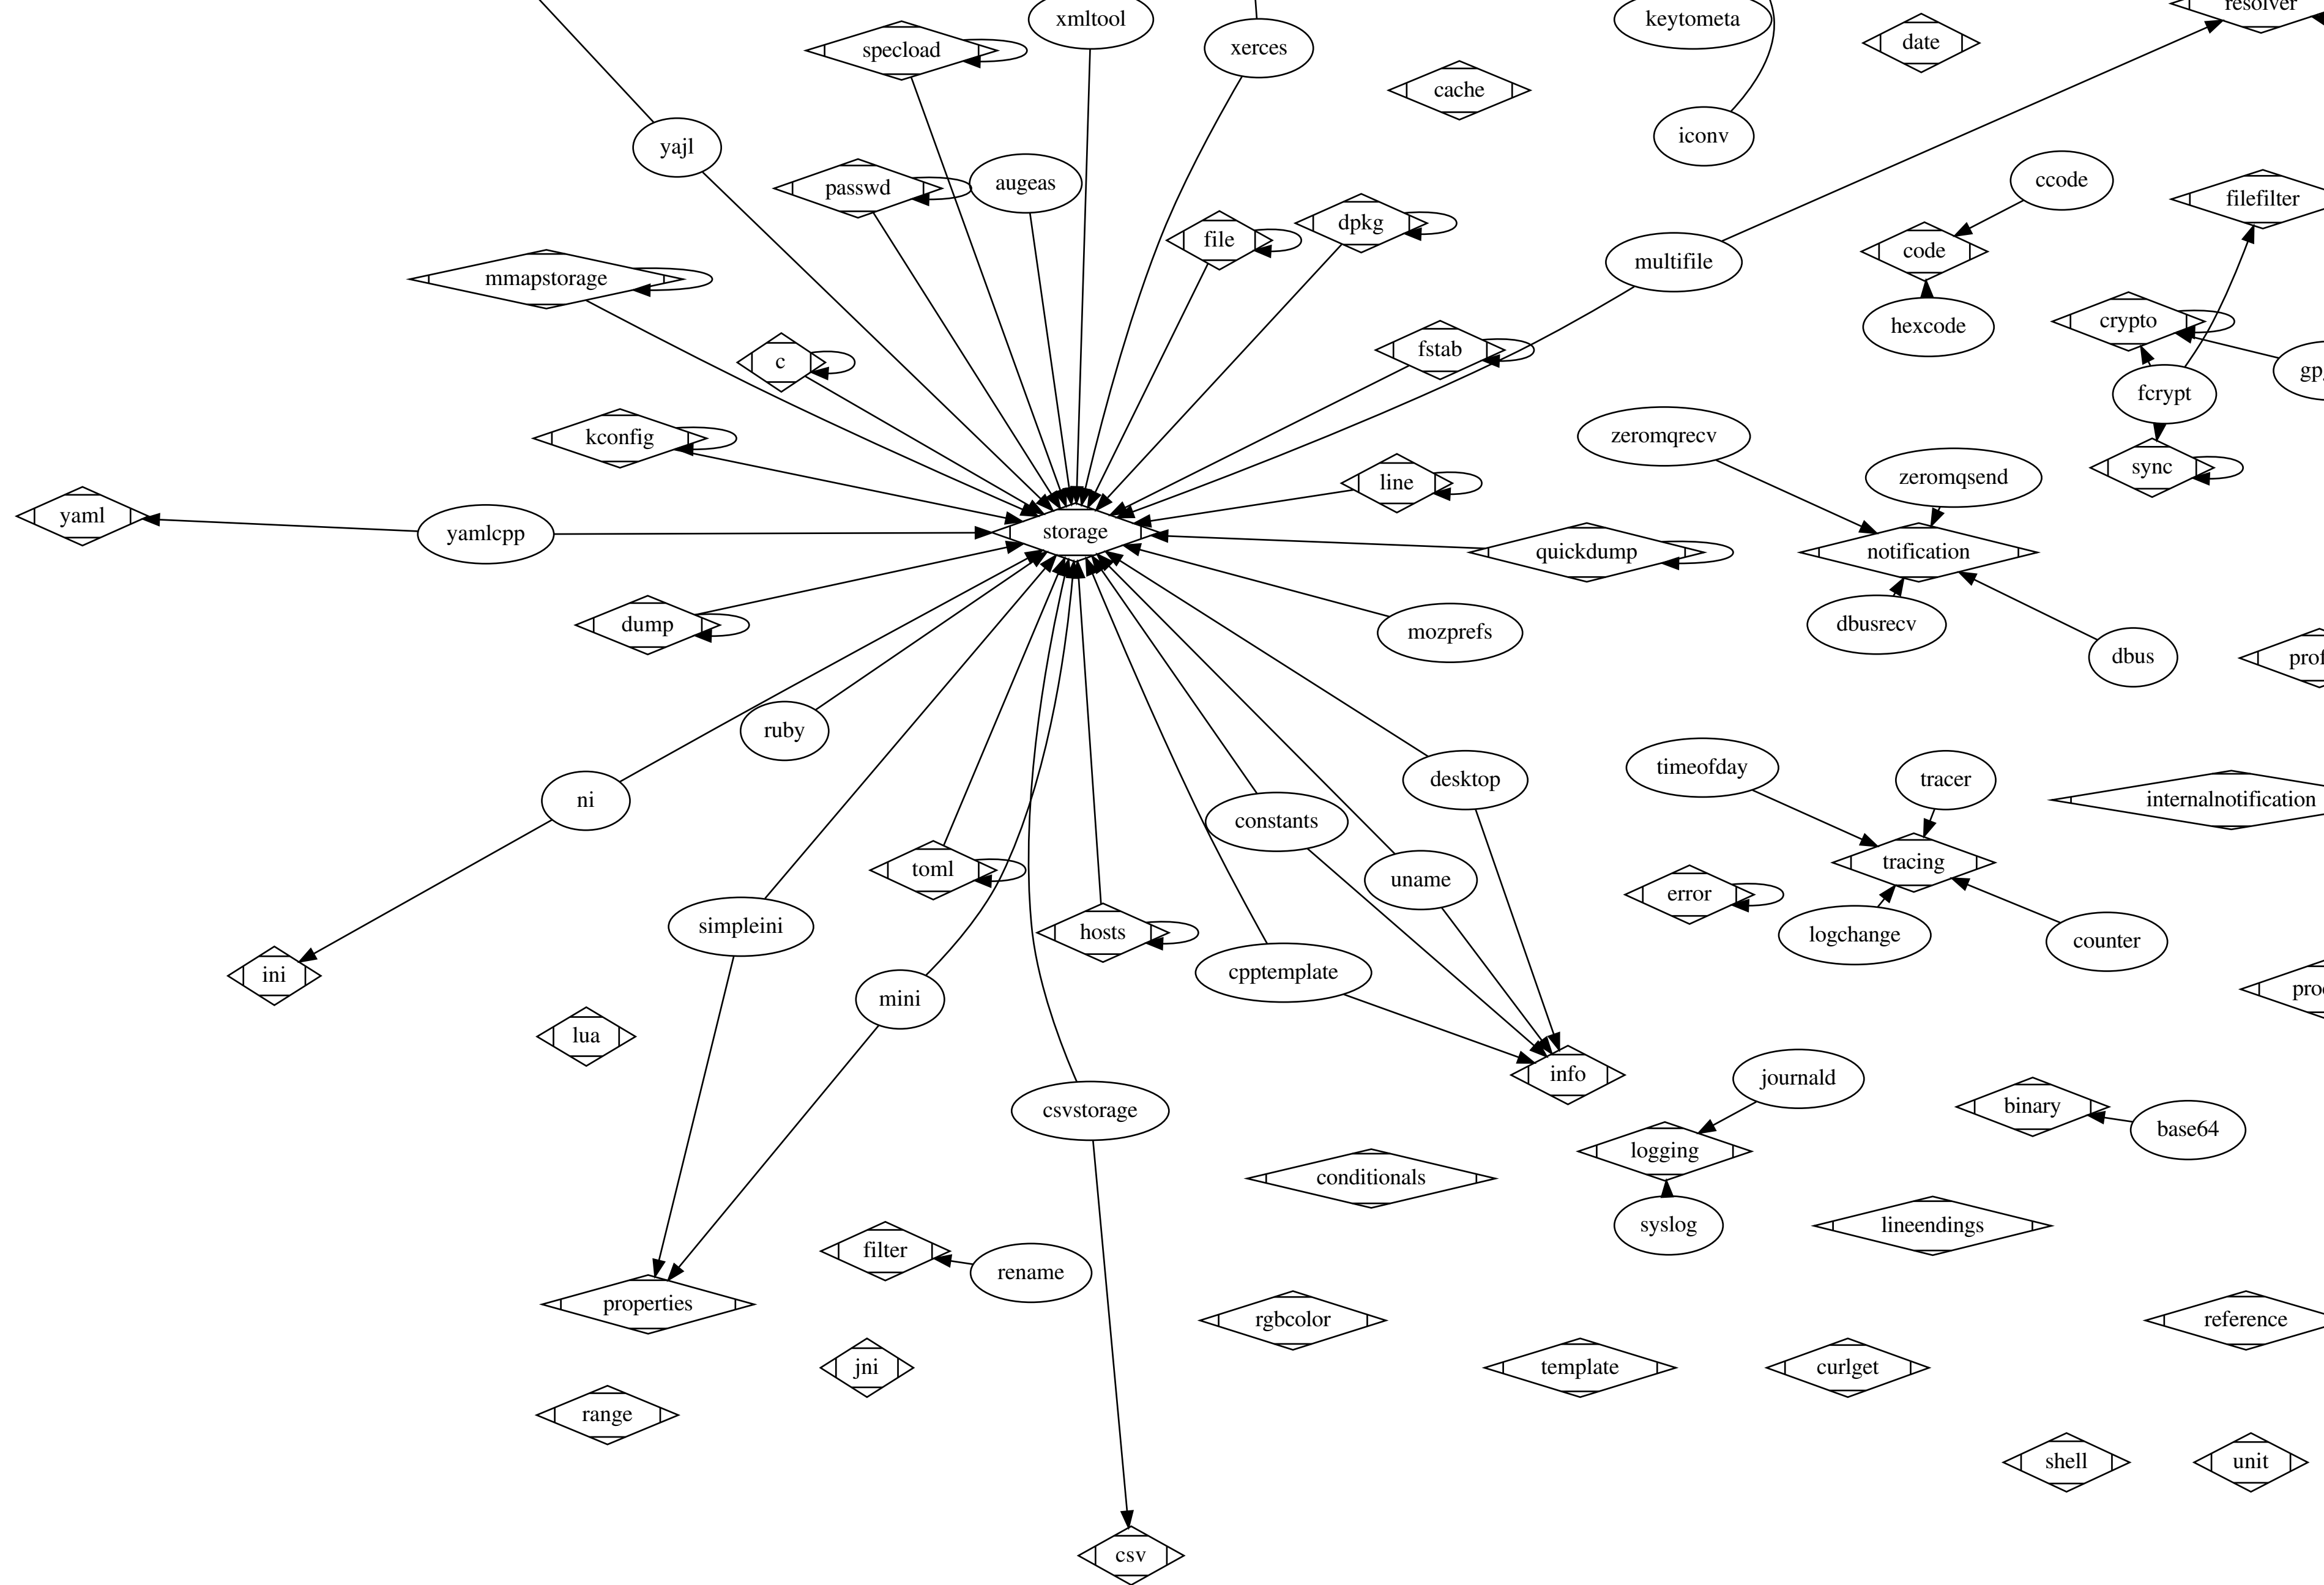 xmltool
keytometa
resolver
specload
xerces
date
cache
iconv
yajl
passwd
augeas
ccode
filefilter
file
dpkg
code
multifile
mmapstorage
hexcode
crypto
c
fstab
fcrypt
kconfig
zeromqrecv
sync
line
zeromqsend
yaml
yamlcpp
storage
quickdump
notification
dump
mozprefs
dbusrecv
dbus
ruby
timeofday
tracer
desktop
ni
constants
internalnotification
toml
uname
tracing
error
simpleini
hosts
logchange
counter
ini
cpptemplate
mini
lua
info
journald
csvstorage
binary
base64
logging
conditionals
syslog
lineendings
filter
rename
properties
rgbcolor
reference
jni
template
curlget
range
shell
unit
csv